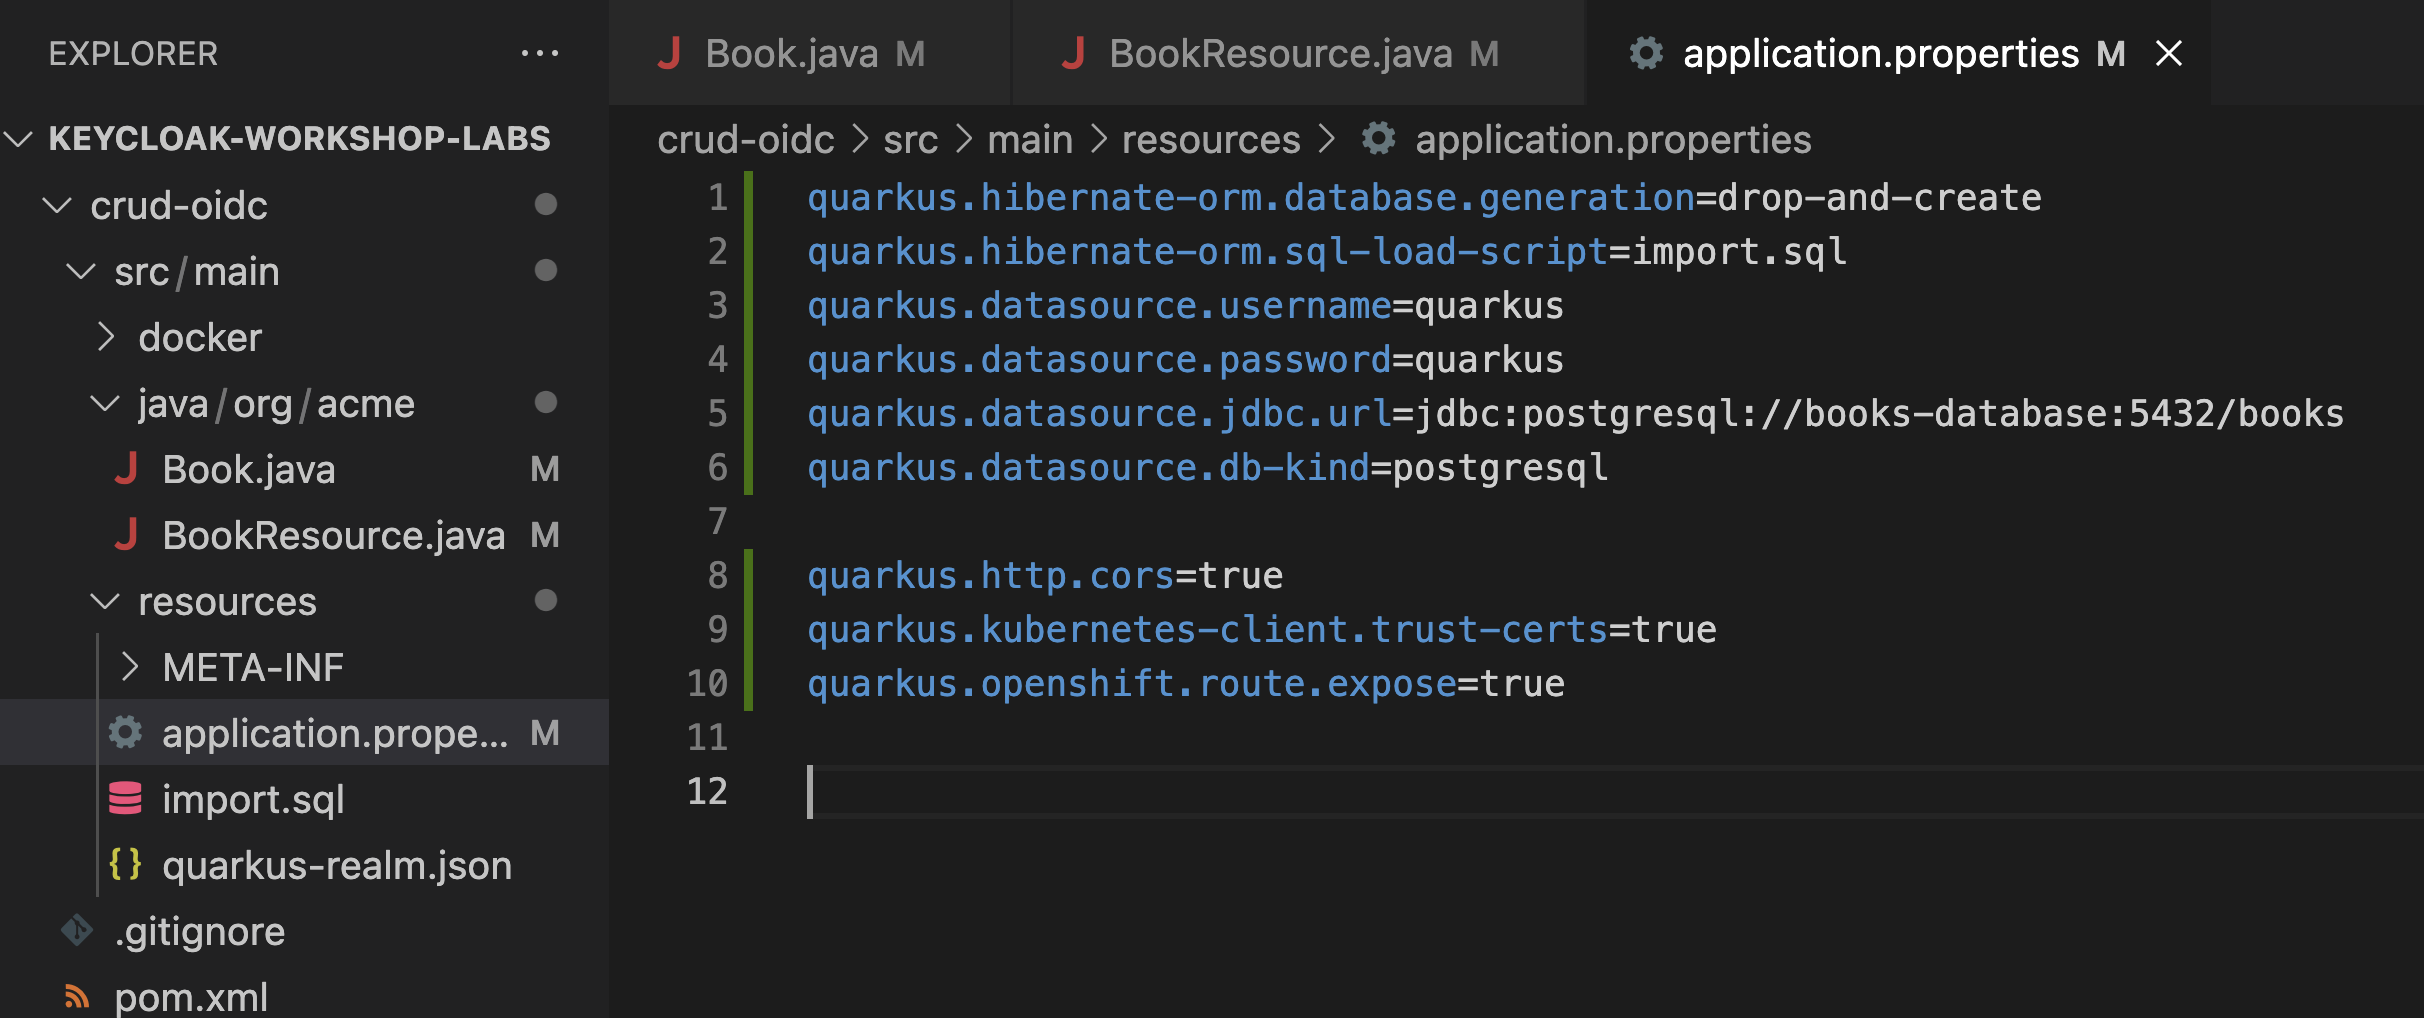 EXPLORER ...
KEYCLOAK-WORKSHOP-LABS
crud-oidc
src/main
docker
java/org/acme
J Book.java M
J BookResource.java M
resources
META-INF
application.prope... M
import.sql
{} quarkus-realm.json
.gitignore
pom.xml
J Book.java M J BookResource.java M application.properties M ×
crud-oidc > src > main > resources > application.properties
1 quarkus.hibernate-orm.database.generation=drop-and-create
2 quarkus.hibernate-orm.sql-load-script=import.sql
3 quarkus.datasource.username=quarkus
4 quarkus.datasource.password=quarkus
5 quarkus.datasource.jdbc.url=jdbc:postgresql://books-database:5432/books
6 quarkus.datasource.db-kind=postgresql
7
8 quarkus.http.cors=true
9 quarkus.kubernetes-client.trust-certs=true
10 quarkus.openshift.route.expose=true
11
12